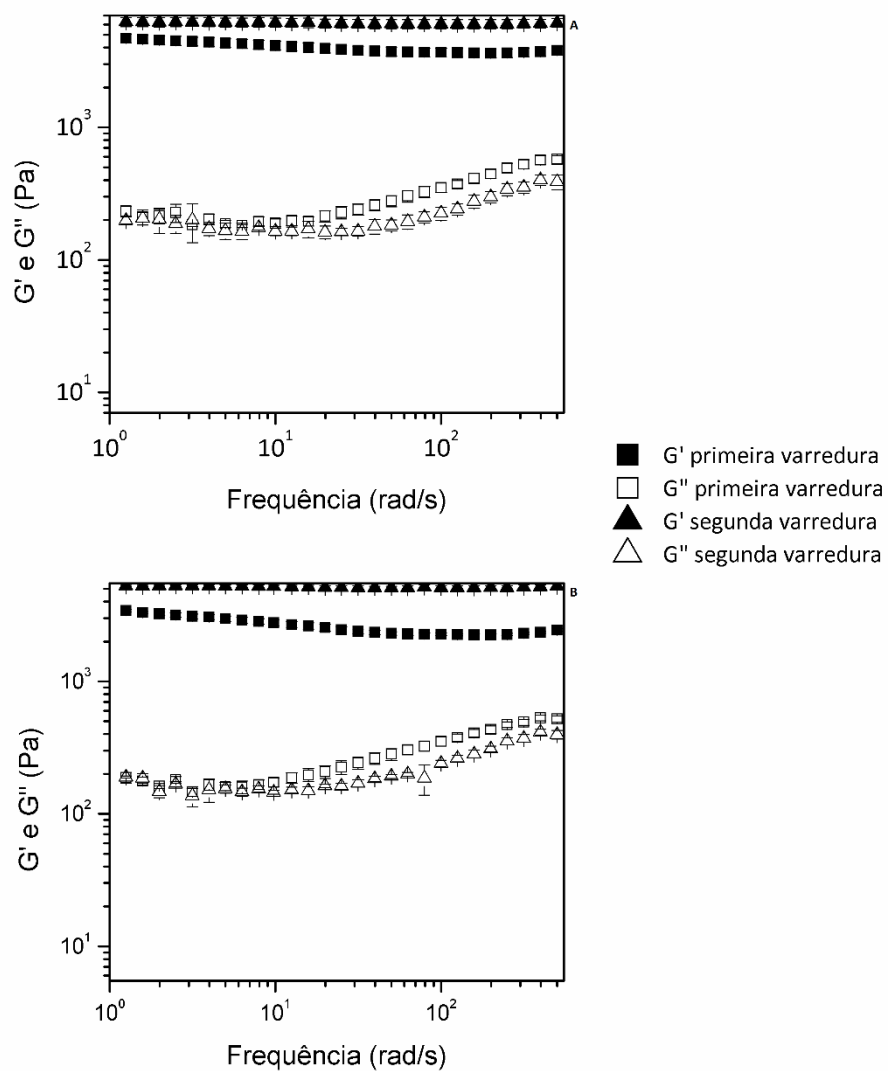 A
10³
10²
10¹
G' e G'' (Pa)
10⁰ 10¹ 10²
Frequência (rad/s)
G' primeira varredura
G'' primeira varredura
G' segunda varredura
G'' segunda varredura
B
10³
10²
10¹
G' e G'' (Pa)
10⁰ 10¹ 10²
Frequência (rad/s)